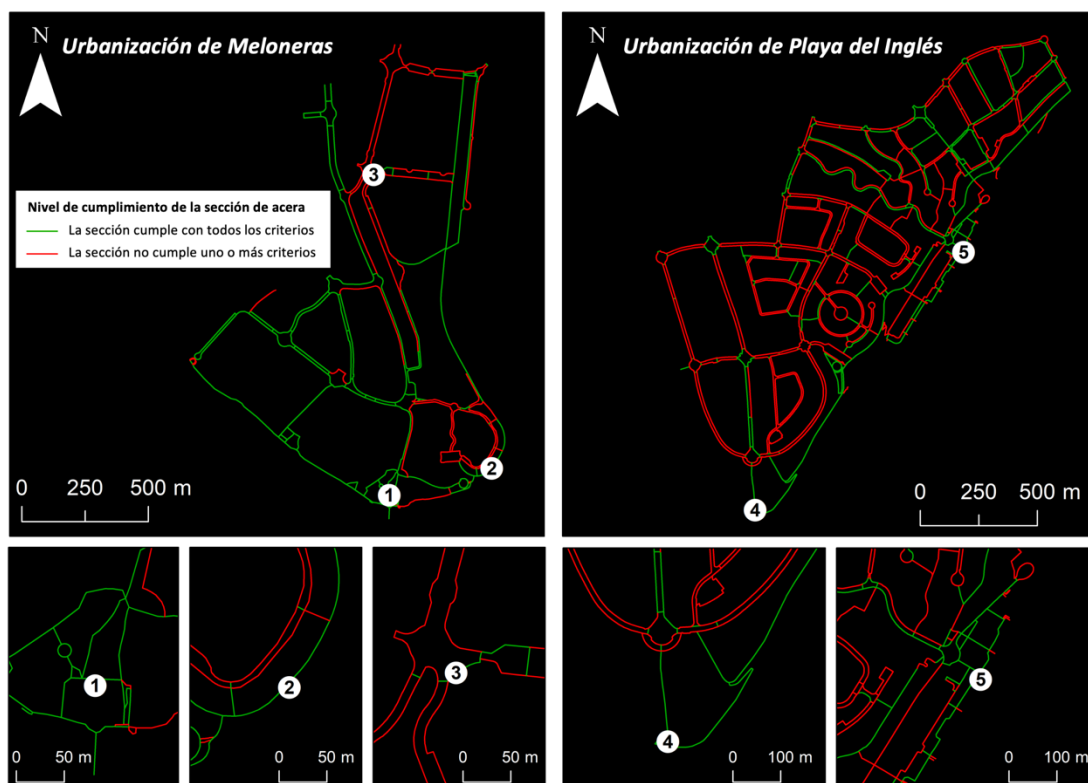 N
Urbanización de Meloneras
3
Nivel de cumplimiento de la sección de acera
La sección cumple con todos los criterios
La sección no cumple uno o más criterios
2
1
0 250 500 m
N
Urbanización de Playa del Inglés
5
4
0 250 500 m
1
0 50 m
2
0 50 m
3
0 50 m
4
0 100 m
5
0 100 m